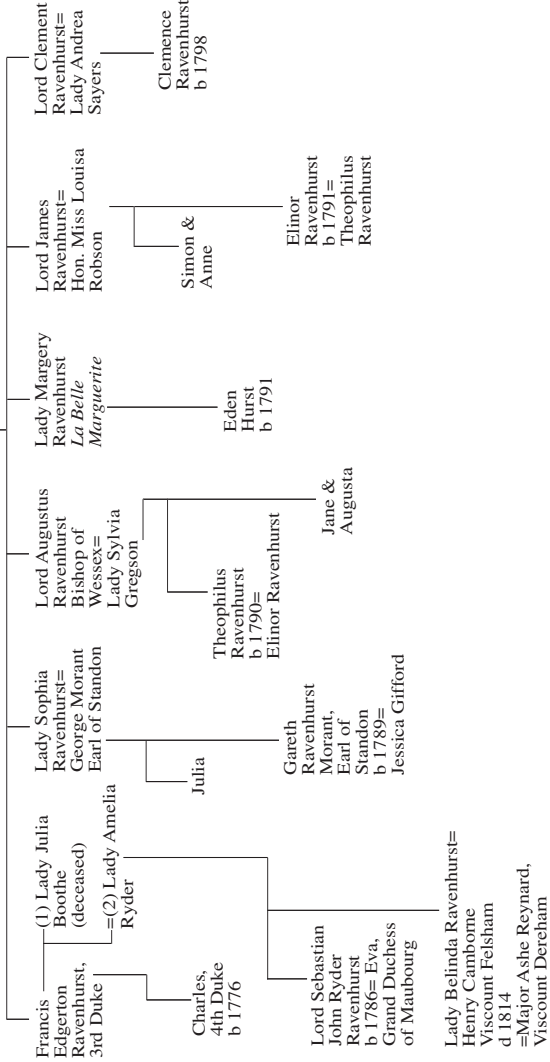 Francis
Edgerton
Ravenhurst,
3rd Duke
(1) Lady Julia
Boothe
(deceased)
=(2) Lady Amelia
Ryder
Charles,
4th Duke
b 1776
Lord Sebastian
John Ryder
Ravenhurst
b 1786= Eva,
Grand Duchess
of Maubourg
Lady Belinda Ravenhurst=
Henry Camborne
Viscount Felsham
d 1814
=Major Ashe Reynard,
Viscount Dereham
Lady Sophia
Ravenhurst=
George Morant
Earl of Standon
Julia
Gareth
Ravenhurst
Morant,
Earl of
Standon
b 1789=
Jessica Gifford
Lord Augustus
Ravenhurst
Bishop of
Wessex=
Lady Sylvia
Gregson
Theophilus
Ravenhurst
b 1790=
Elinor Ravenhurst
Jane &
Augusta
Lady Margery
Ravenhurst
La Belle
Marguerite
Eden
Hurst
b 1791
Lord James
Ravenhurst=
Hon. Miss Louisa
Robson
Simon &
Anne
Elinor
Ravenhurst
b 1791=
Theophilus
Ravenhurst
Lord Clement
Ravenhurst=
Lady Andrea
Sayers
Clemence
Ravenhurst
b 1798